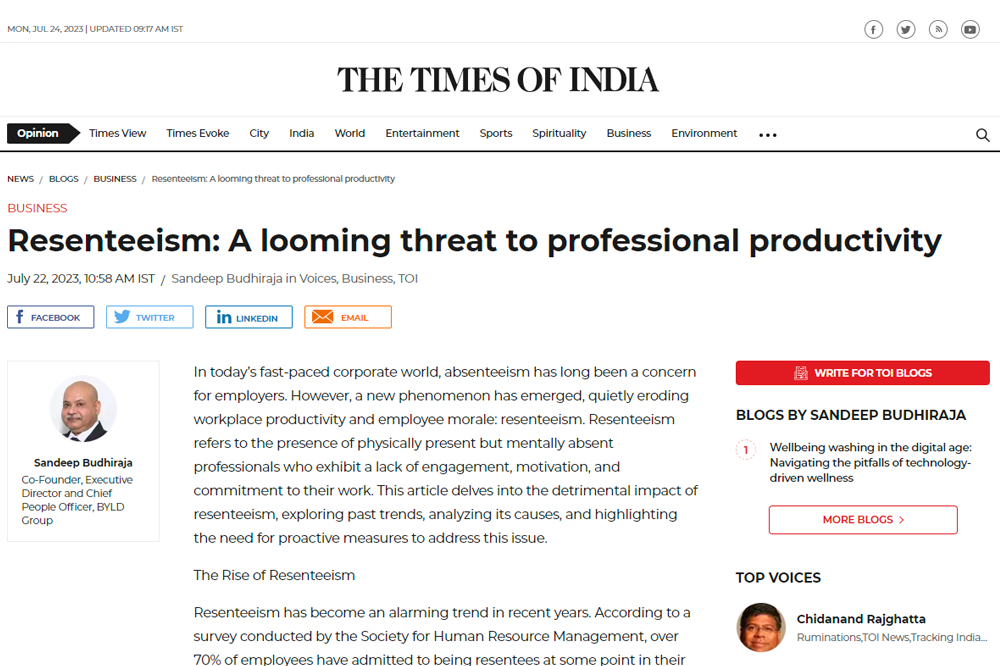 MON, JUL 24, 2023 | UPDATED 09:17 AM IST
THE TIMES OF INDIA
Opinion Times View Times Evoke City India World Entertainment Sports Spirituality Business Environment
NEWS / BLOGS / BUSINESS / Resenteeism: A looming threat to professional productivity
BUSINESS
Resenteeism: A looming threat to professional productivity
July 22, 2023, 10:58 AM IST / Sandeep Budhiraja in Voices, Business, TOI
FACEBOOK TWITTER LINKEDIN EMAIL
Sandeep Budhiraja
Co-Founder, Executive
Director and Chief
People Officer, BYLD
Group
In today's fast-paced corporate world, absenteeism has long been a concern
for employers. However, a new phenomenon has emerged, quietly eroding
workplace productivity and employee morale: resenteeism. Resenteeism
refers to the presence of physically present but mentally absent
professionals who exhibit a lack of engagement, motivation, and
commitment to their work. This article delves into the detrimental impact of
resenteeism, exploring past trends, analyzing its causes, and highlighting
the need for proactive measures to address this issue.
The Rise of Resenteeism
Resenteeism has become an alarming trend in recent years. According to a
survey conducted by the Society for Human Resource Management, over
70% of employees have admitted to being resentees at some point in their
WRITE FOR TOI BLOGS
BLOGS BY SANDEEP BUDHIRAJA
1 Wellbeing washing in the digital age:
Navigating the pitfalls of technology-
driven wellness
MORE BLOGS >
TOP VOICES
Chidanand Rajghatta
Ruminations,TOI News,Tracking India...